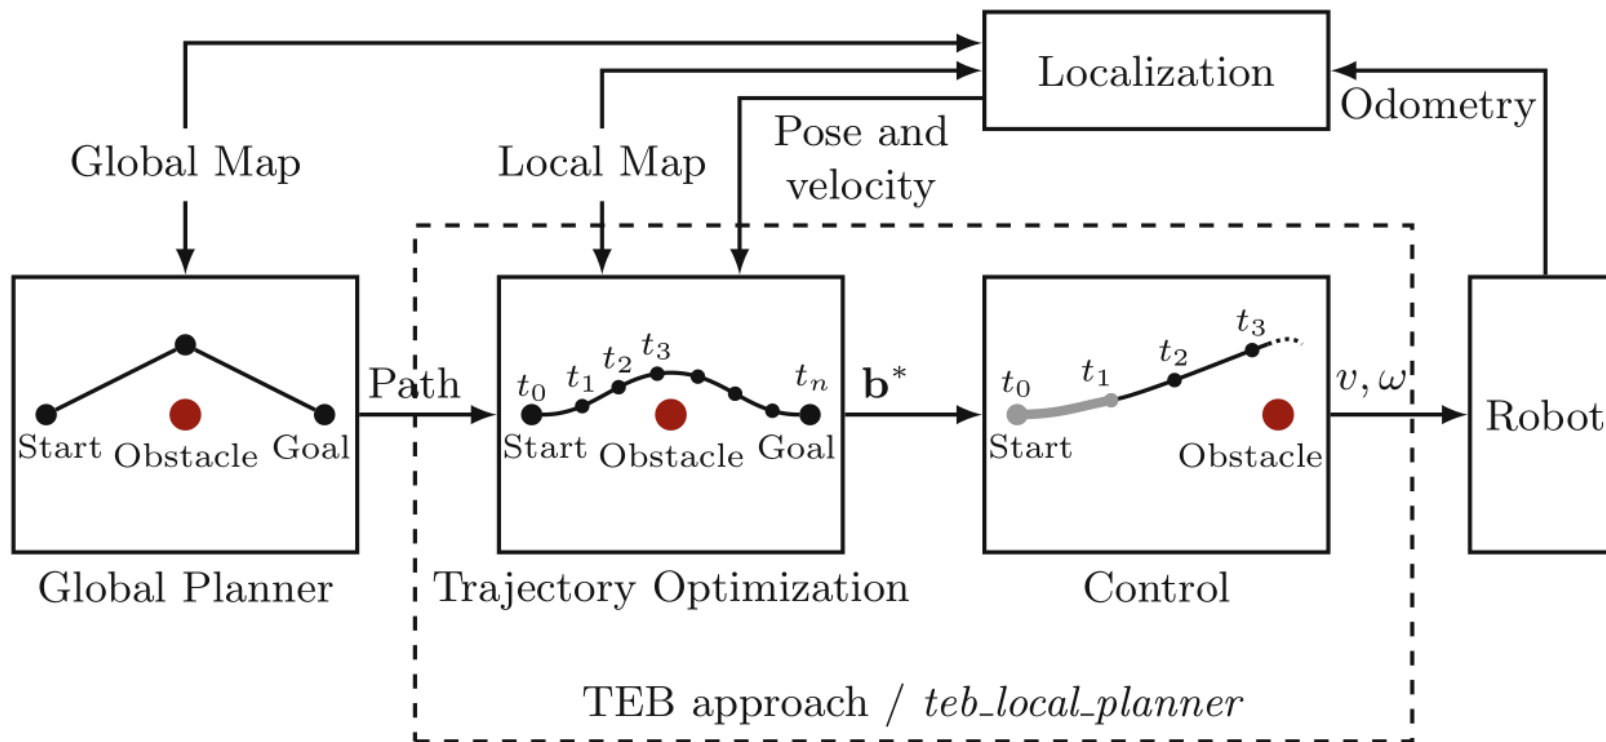 Localization
Odometry
Pose and
velocity
Global Map
Local Map
Start
Obstacle
Goal
Global Planner
Path
t₀
t₁
t₂
t₃
tₙ
Start
Obstacle
Goal
Trajectory Optimization
b*
t₀
t₁
t₂
t₃
Start
Obstacle
Control
v, ω
Robot
TEB approach / teb_local_planner